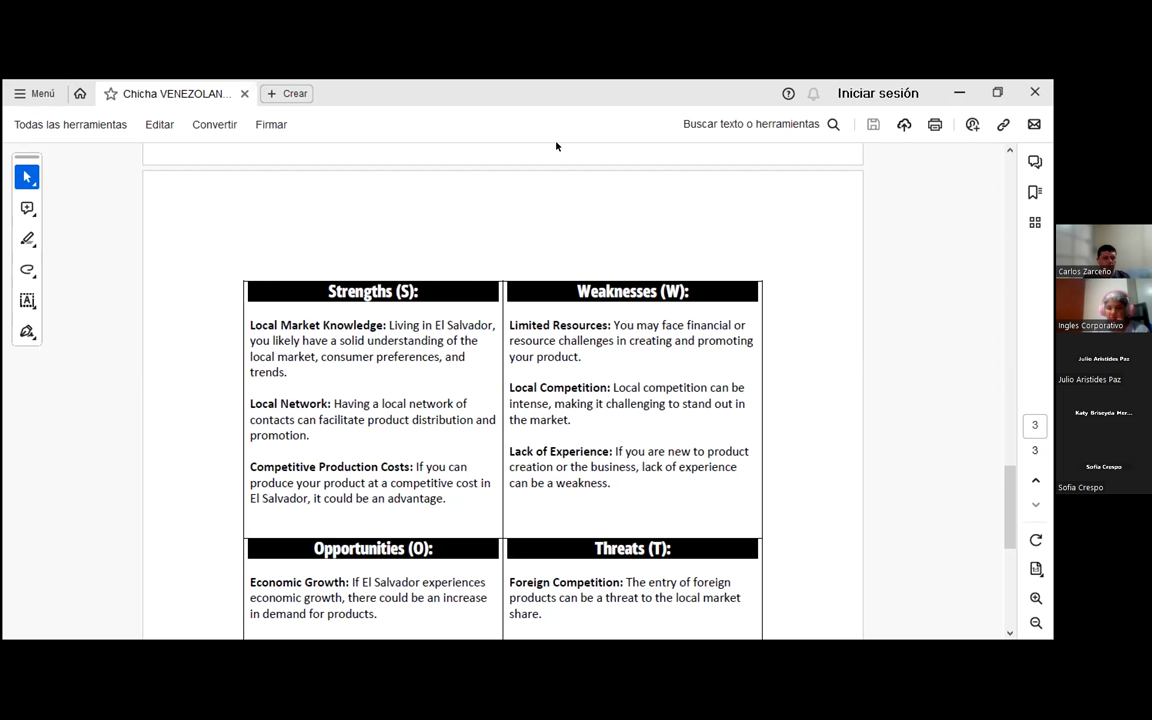 Menú
Chicha VENEZOLAN...
Crear
Iniciar sesión
Todas las herramientas
Editar
Convertir
Firmar
Buscar texto o herramientas
Strengths (S):
Local Market Knowledge: Living in El Salvador,
you likely have a solid understanding of the
local market, consumer preferences, and
trends.
Local Network: Having a local network of
contacts can facilitate product distribution and
promotion.
Competitive Production Costs: If you can
produce your product at a competitive cost in
El Salvador, it could be an advantage.
Weaknesses (W):
Limited Resources: You may face financial or
resource challenges in creating and promoting
your product.
Local Competition: Local competition can be
intense, making it challenging to stand out in
the market.
Lack of Experience: If you are new to product
creation or the business, lack of experience
can be a weakness.
Opportunities (O):
Economic Growth: If El Salvador experiences
economic growth, there could be an increase
in demand for products.
Threats (T):
Foreign Competition: The entry of foreign
products can be a threat to the local market
share.
3
3
Carlos Zarceño
Ingles Corporativo
Julio Aristides Paz
Julio Aristides Paz
Katy Briseyda Her...
Sofia Crespo
Sofia Crespo